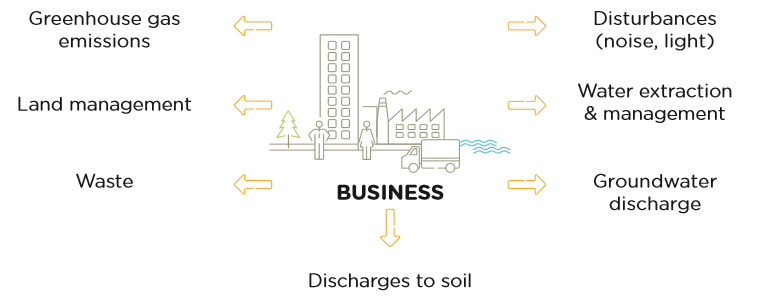 Greenhouse gas
emissions
Disturbances
(noise, light)
Land management
Water extraction
& management
Waste
Groundwater
discharge
BUSINESS
Discharges to soil